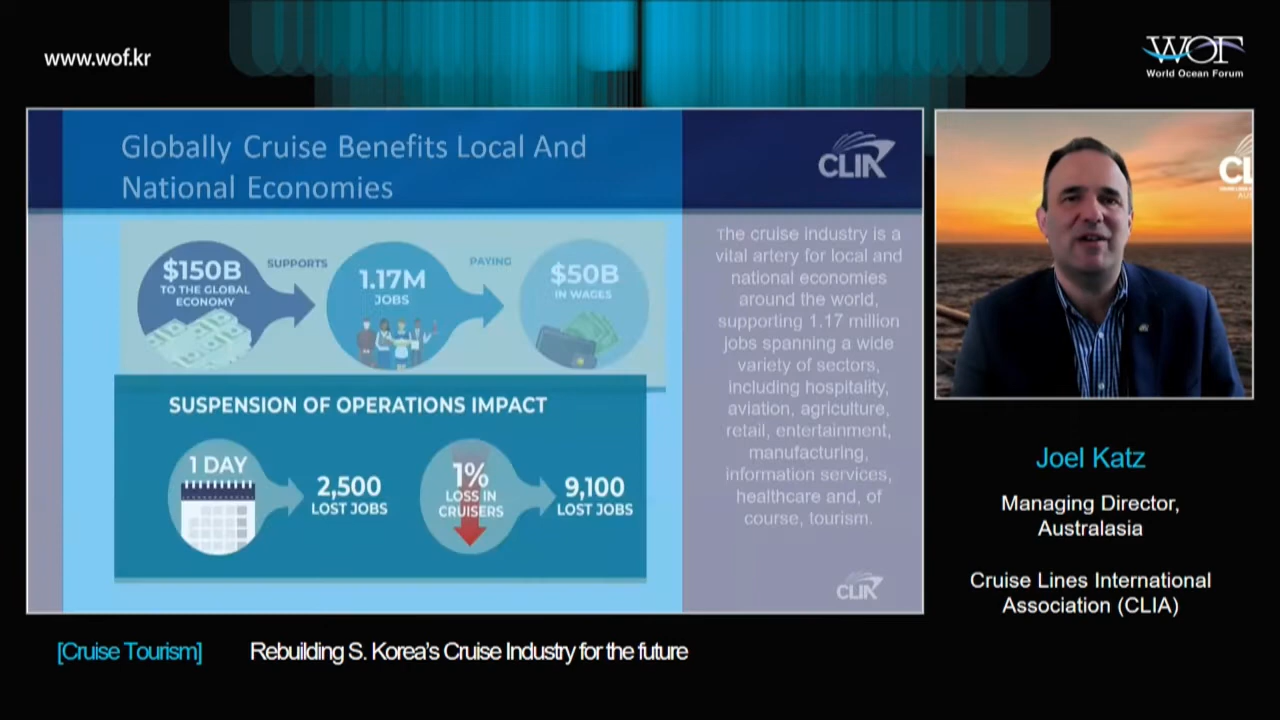 www.wof.kr
WOF
World Ocean Forum
Globally Cruise Benefits Local And
National Economies
CLIA
$150B
TO THE GLOBAL
ECONOMY
SUPPORTS
1.17M
JOBS
PAYING
$50B
IN WAGES
SUSPENSION OF OPERATIONS IMPACT
1 DAY
2,500
LOST JOBS
1%
LOSS IN
CRUISERS
9,100
LOST JOBS
The cruise industry is a
vital artery for local and
national economies
around the world,
supporting 1.17 million
jobs spanning a wide
variety of sectors,
including hospitality,
aviation, agriculture,
retail, entertainment,
manufacturing,
information services,
healthcare and, of
course, tourism.
CLIA
CL
Joel Katz
Managing Director,
Australasia
Cruise Lines International
Association (CLIA)
[Cruise Tourism]
Rebuilding S. Korea's Cruise Industry for the future